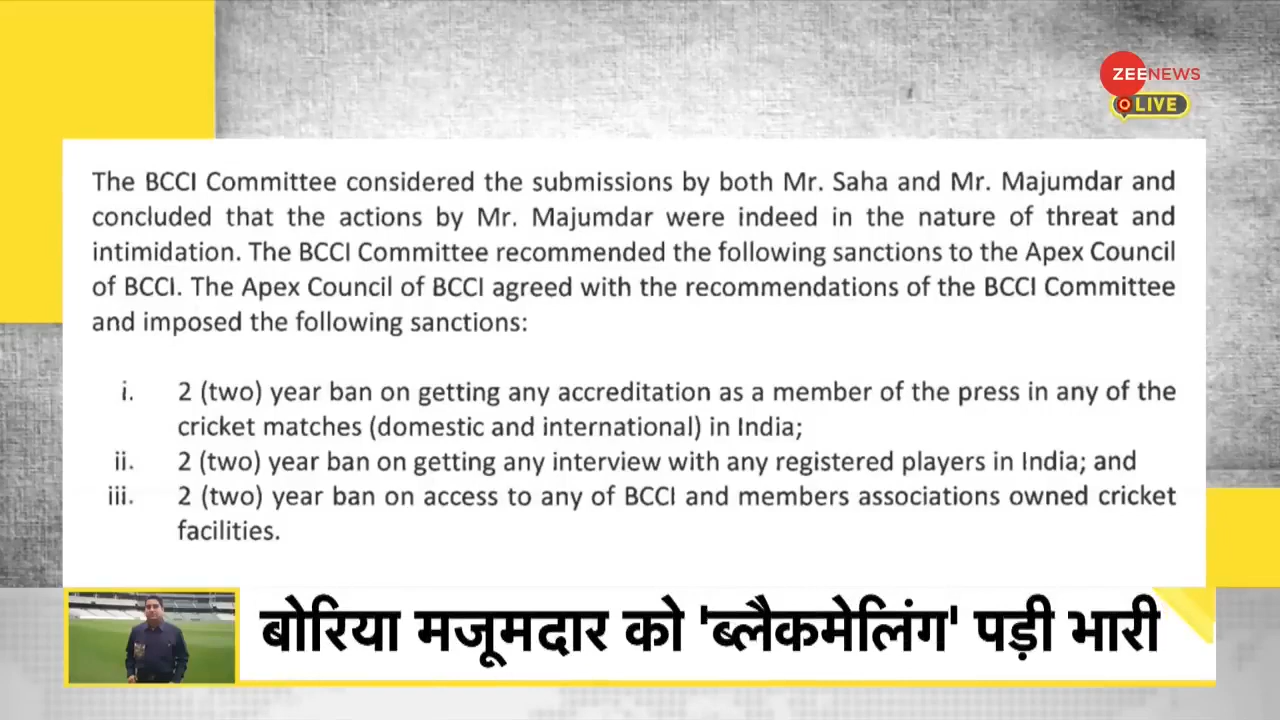 ZEENEWS
LIVE
The BCCI Committee considered the submissions by both Mr. Saha and Mr. Majumdar and
concluded that the actions by Mr. Majumdar were indeed in the nature of threat and
intimidation. The BCCI Committee recommended the following sanctions to the Apex Council
of BCCI. The Apex Council of BCCI agreed with the recommendations of the BCCI Committee
and imposed the following sanctions:
i. 2 (two) year ban on getting any accreditation as a member of the press in any of the
cricket matches (domestic and international) in India;
ii. 2 (two) year ban on getting any interview with any registered players in India; and
iii. 2 (two) year ban on access to any of BCCI and members associations owned cricket
facilities.
बोरिया मजूमदार को 'ब्लैकमेलिंग' पड़ी भारी